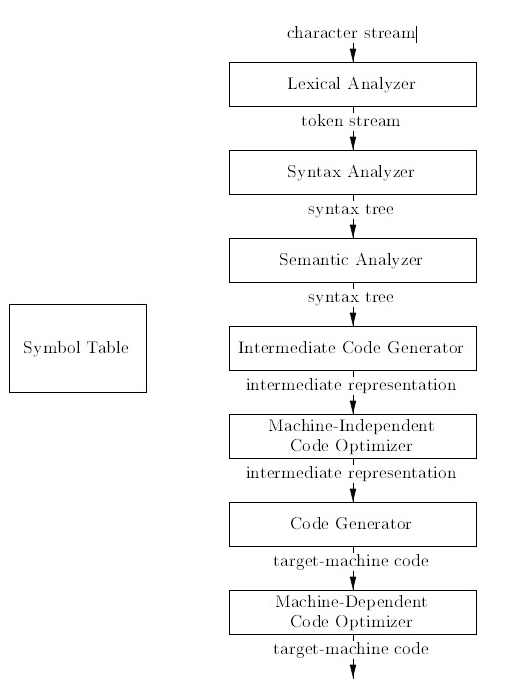 character stream
Lexical Analyzer
token stream
Syntax Analyzer
syntax tree
Semantic Analyzer
syntax tree
Symbol Table
Intermediate Code Generator
intermediate representation
Machine-Independent
Code Optimizer
intermediate representation
Code Generator
target-machine code
Machine-Dependent
Code Optimizer
target-machine code